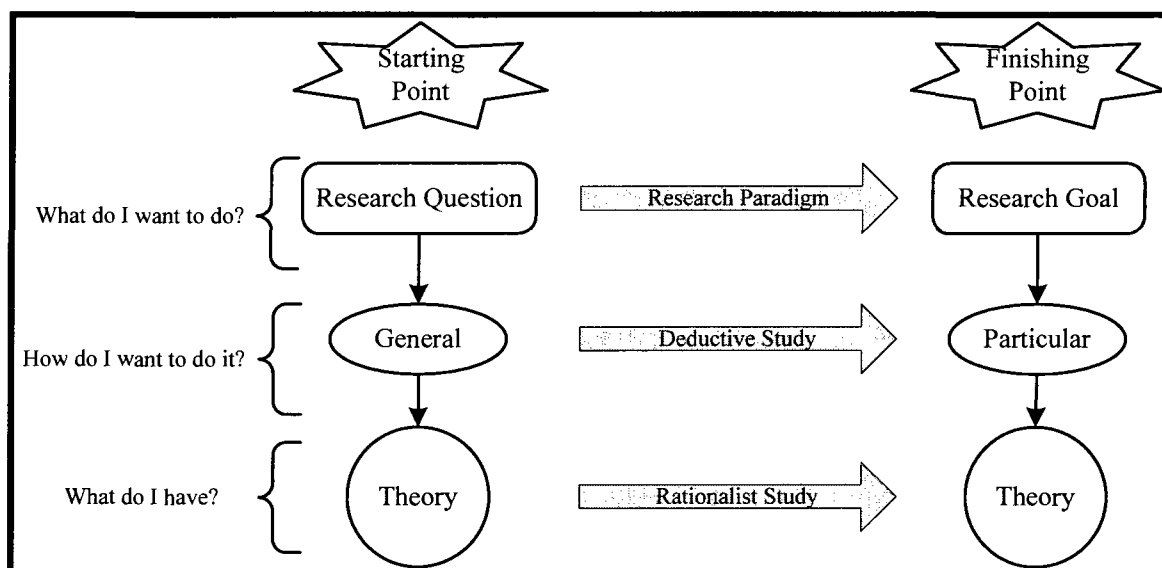 Starting
Point
Finishing
Point
What do I want to do?
Research Question
Research Paradigm
Research Goal
How do I want to do it?
General
Deductive Study
Particular
What do I have?
Theory
Rationalist Study
Theory